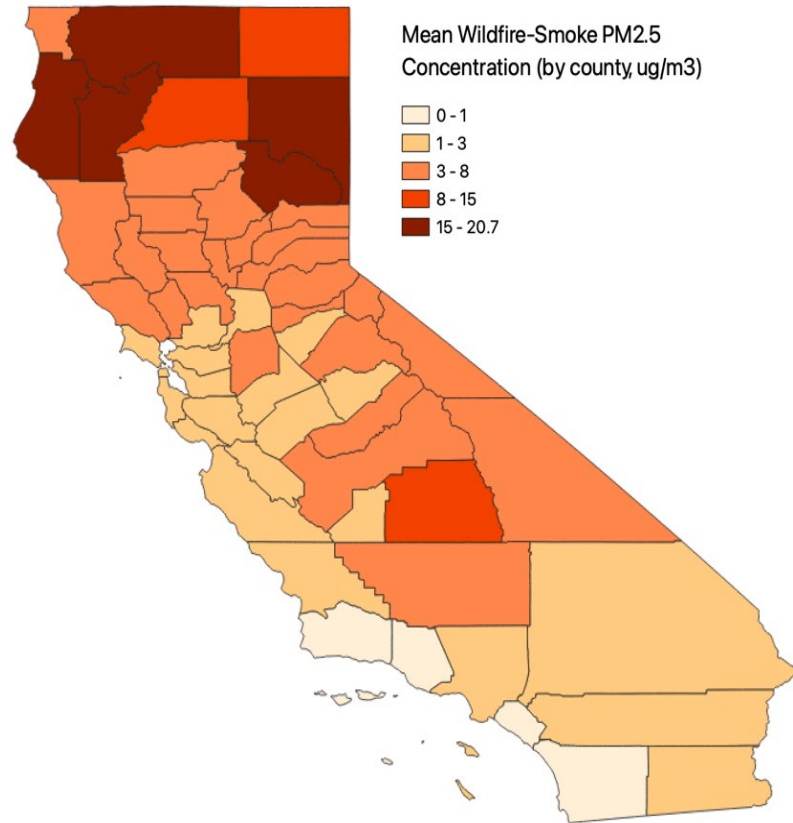 Mean Wildfire-Smoke PM2.5
Concentration (by county, ug/m3)
0 - 1
1 - 3
3 - 8
8 - 15
15 - 20.7